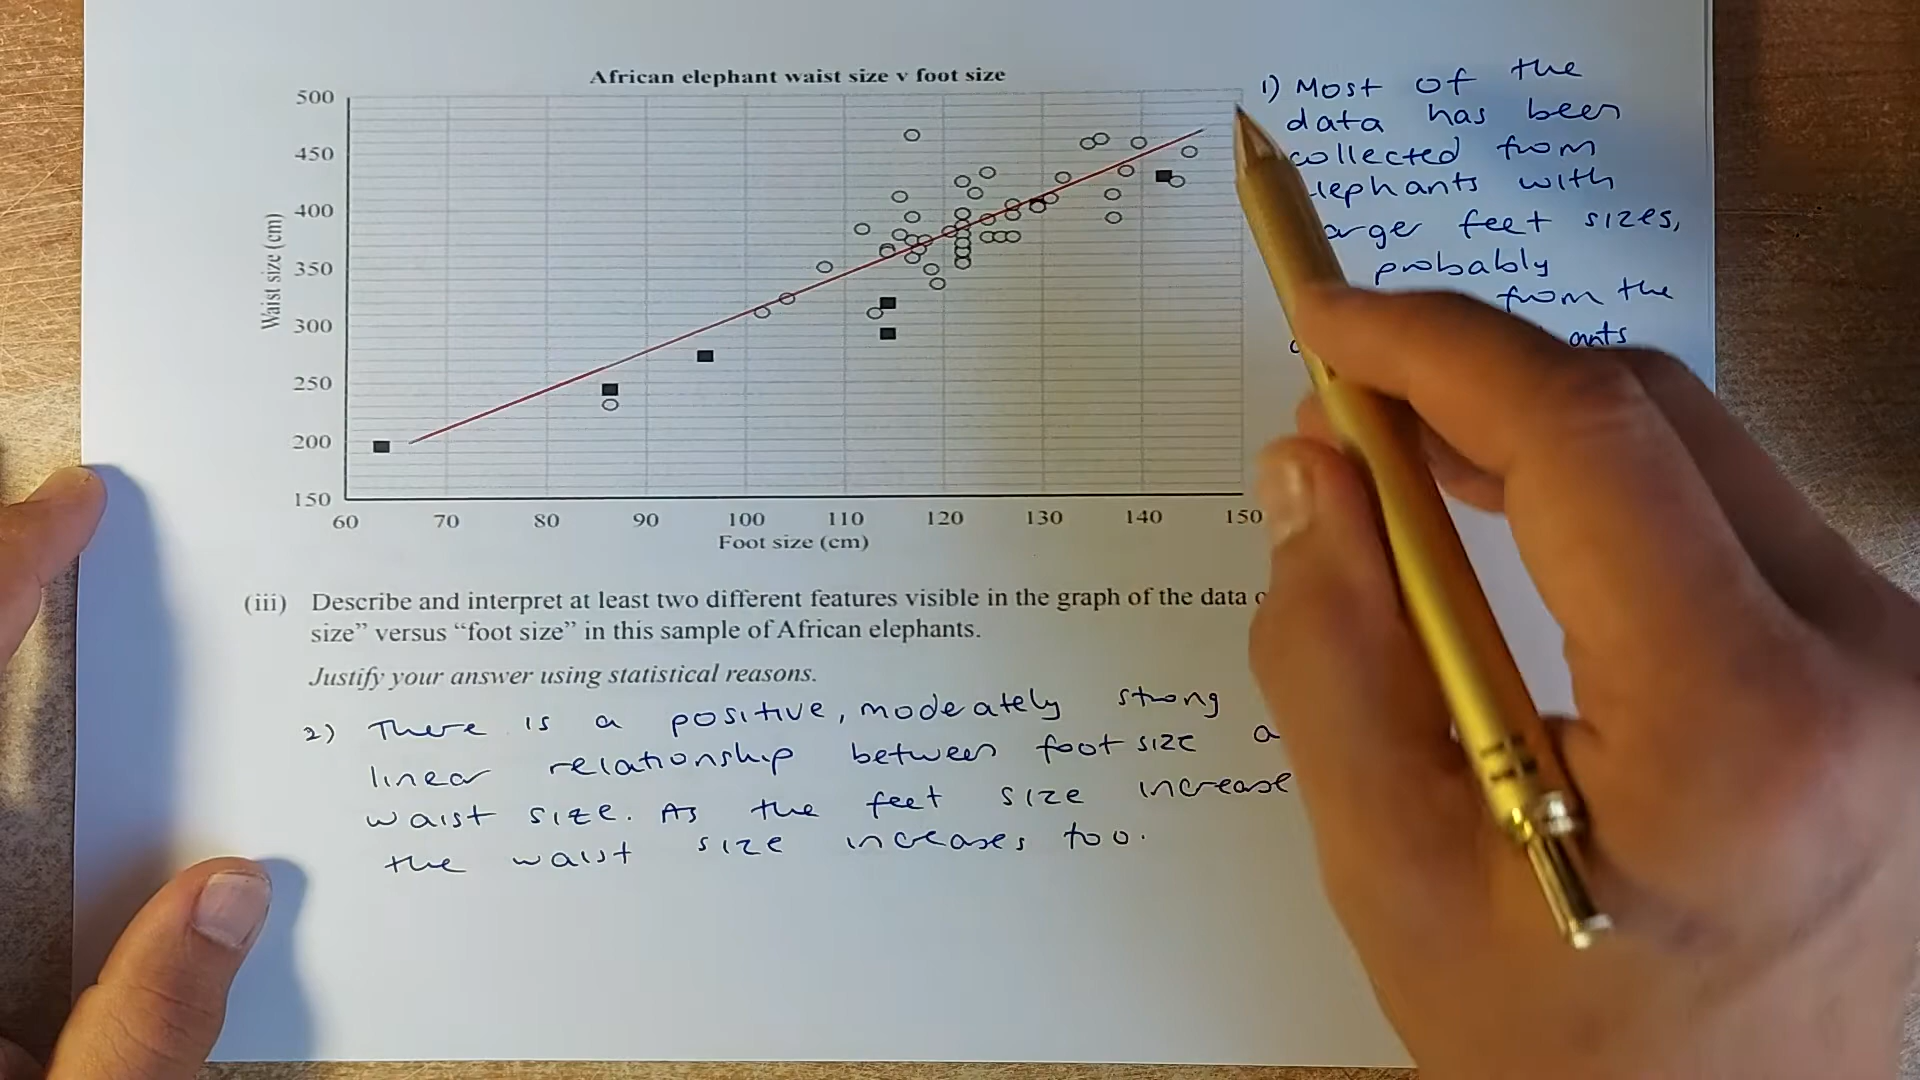 African elephant waist size v foot size
500
450
400
350
300
250
200
150
Waist size (cm)
60 70 80 90 100 110 120 130 140 150
Foot size (cm)
1) Most of the
data has been
collected from
lephants with
arger feet sizes,
probably
from the
ants
(iii) Describe and interpret at least two different features visible in the graph of the data
size” versus “foot size” in this sample of African elephants.
Justify your answer using statistical reasons.
2) There is a positive, moderately strong
linear relationship between foot size a
waist size. As the feet size increase
the waist size increases too.